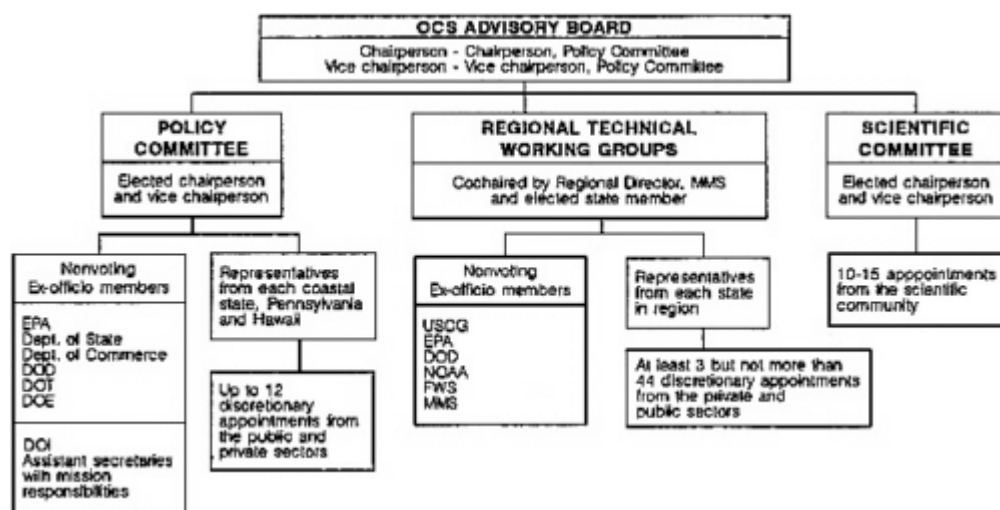 OCS ADVISORY BOARD
Chairperson - Chairperson, Policy Committee
Vice chairperson - Vice chairperson, Policy Committee
POLICY
COMMITTEE
Elected chairperson
and vice chairperson
Nonvoting
Ex-officio members
EPA
Dept. of State
Dept. of Commerce
DOD
DOT
DOE
DOI
Assistant secretaries
with mission
responsibilities
Representatives
from each coastal
state, Pennsylvania
and Hawaii
Up to 12
discretionary
appointments from
the public and
private sectors
REGIONAL TECHNICAL
WORKING GROUPS
Cochaired by Regional Director, MMS
and elected state member
Nonvoting
Ex-officio members
USCG
EPA
DOD
NOAA
FWS
MMS
Representatives
from each state
in region
At least 3 but not more than
44 discretionary appointments
from the private and
public sectors
SCIENTIFIC
COMMITTEE
Elected chairperson
and vice chairperson
10-15 appopointments
from the scientific
community